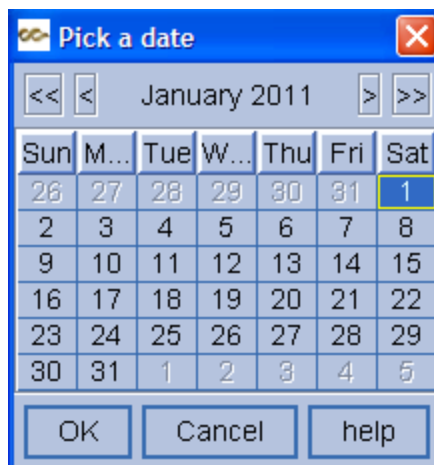 Pick a date
<< < January 2011 > >>
Sun M... Tue W... Thu Fri Sat
26 27 28 29 30 31 1
2 3 4 5 6 7 8
9 10 11 12 13 14 15
16 17 18 19 20 21 22
23 24 25 26 27 28 29
30 31 1 2 3 4 5
OK Cancel help